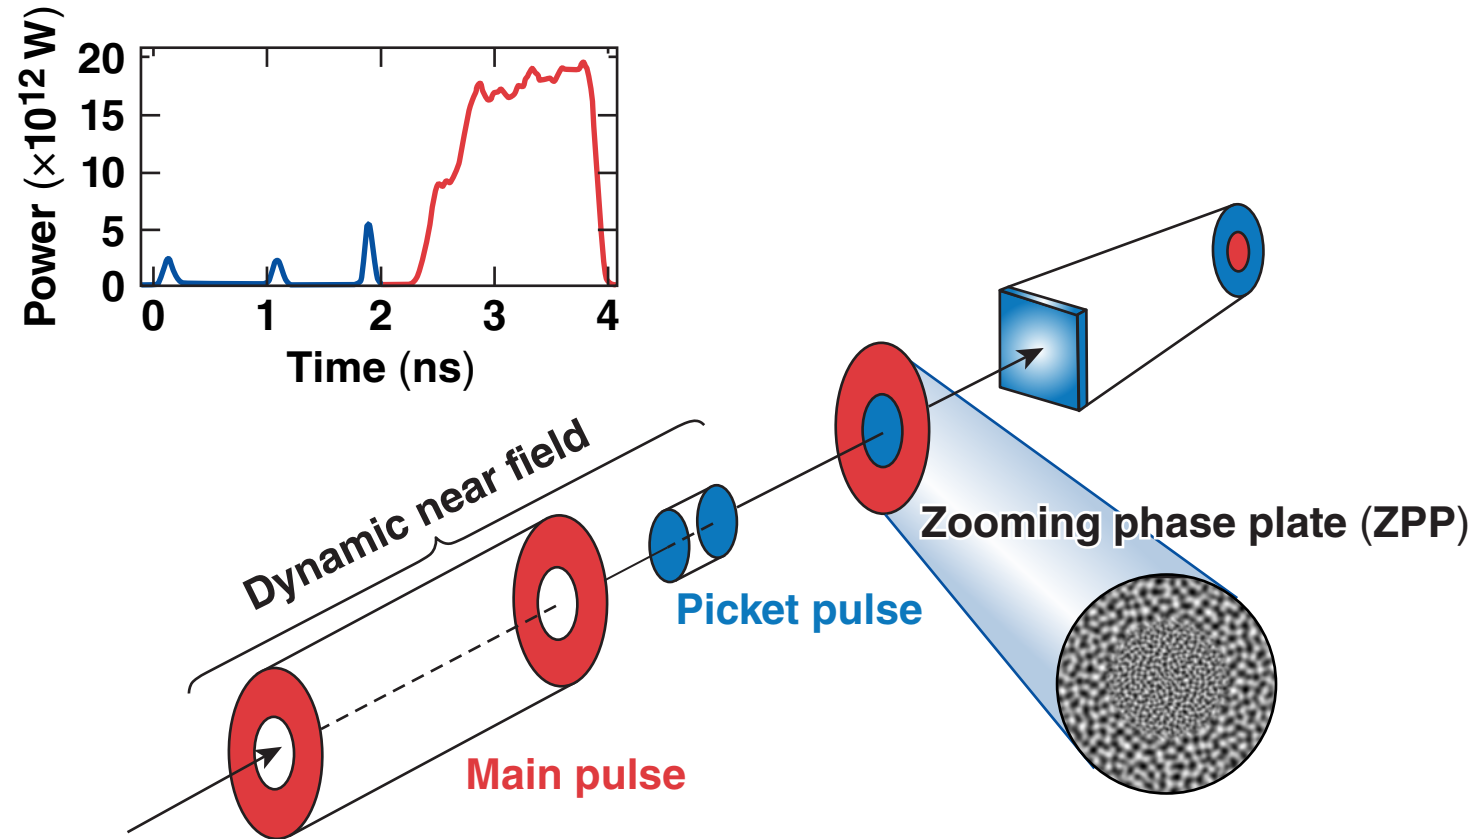 Power (×10¹² W)
20
15
10
5
0
0 1 2 3 4
Time (ns)
Dynamic near field
Zooming phase plate (ZPP)
Picket pulse
Main pulse